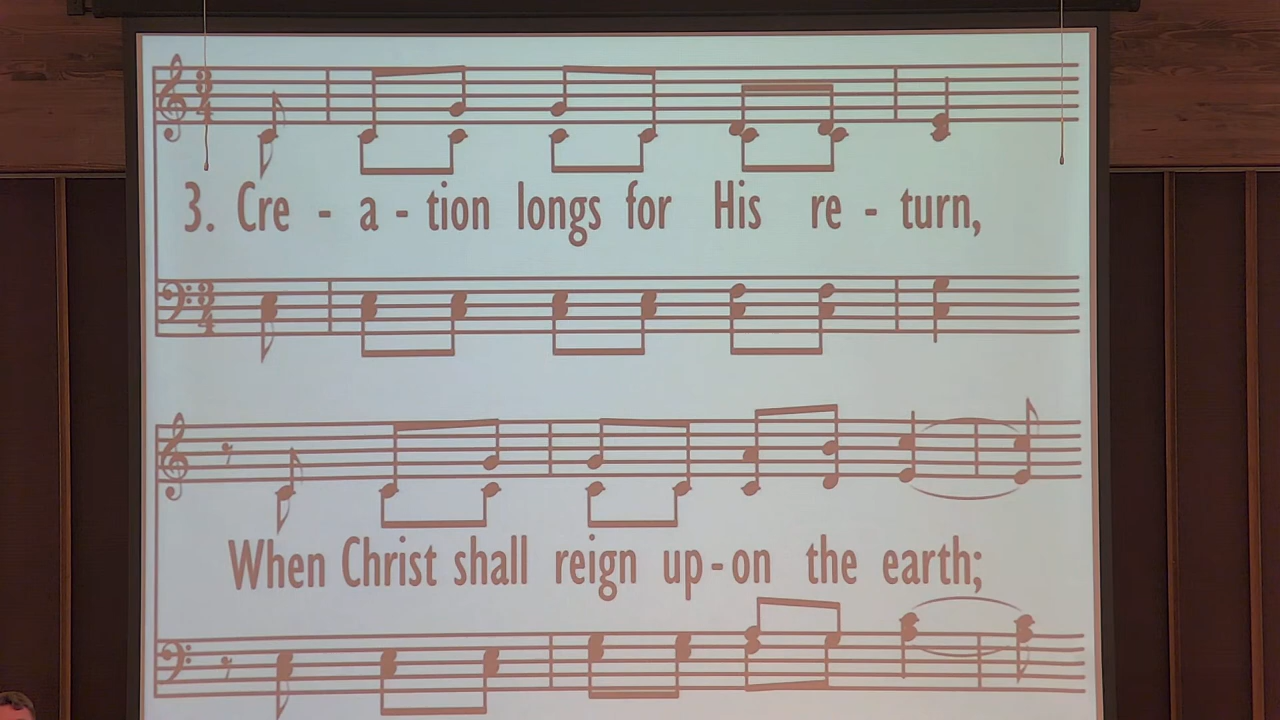 3. Cre - a - tion longs for His re - turn,
When Christ shall reign up - on the earth;